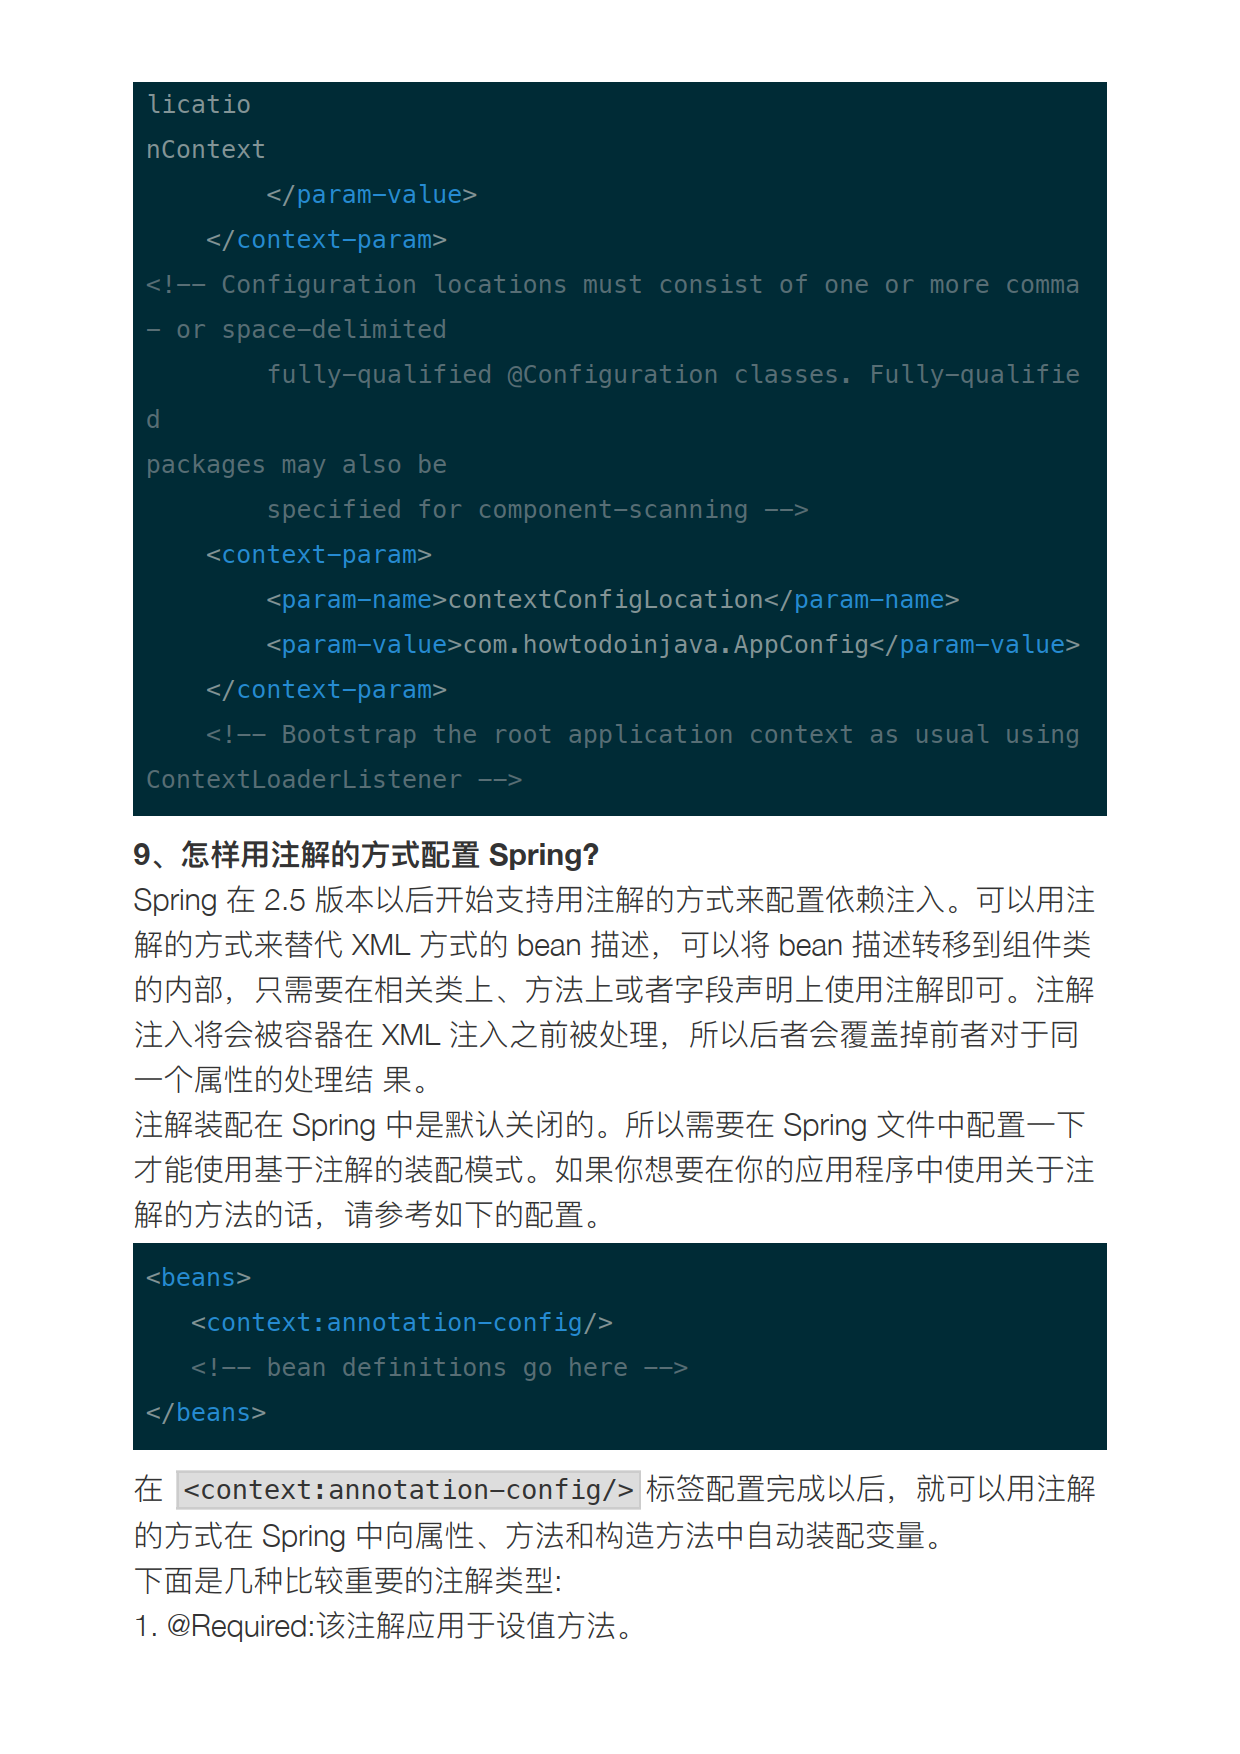 licatio
nContext
        </param-value>
    </context-param>
<!-- Configuration locations must consist of one or more comma
- or space-delimited
        fully-qualified @Configuration classes. Fully-qualifie
d
packages may also be
        specified for component-scanning -->
    <context-param>
        <param-name>contextConfigLocation</param-name>
        <param-value>com.howtodoinjava.AppConfig</param-value>
    </context-param>
    <!-- Bootstrap the root application context as usual using
ContextLoaderListener -->
9、怎样用注解的方式配置 Spring?
Spring 在 2.5 版本以后开始支持用注解的方式来配置依赖注入。可以用注
解的方式来替代 XML 方式的 bean 描述，可以将 bean 描述转移到组件类
的内部，只需要在相关类上、方法上或者字段声明上使用注解即可。注解
注入将会被容器在 XML 注入之前被处理，所以后者会覆盖掉前者对于同
一个属性的处理结 果。
注解装配在 Spring 中是默认关闭的。所以需要在 Spring 文件中配置一下
才能使用基于注解的装配模式。如果你想要在你的应用程序中使用关于注
解的方法的话，请参考如下的配置。
<beans>
   <context:annotation-config/>
   <!-- bean definitions go here -->
</beans>
在 <context:annotation-config/> 标签配置完成以后，就可以用注解
的方式在 Spring 中向属性、方法和构造方法中自动装配变量。
下面是几种比较重要的注解类型:
1. @Required:该注解应用于设值方法。